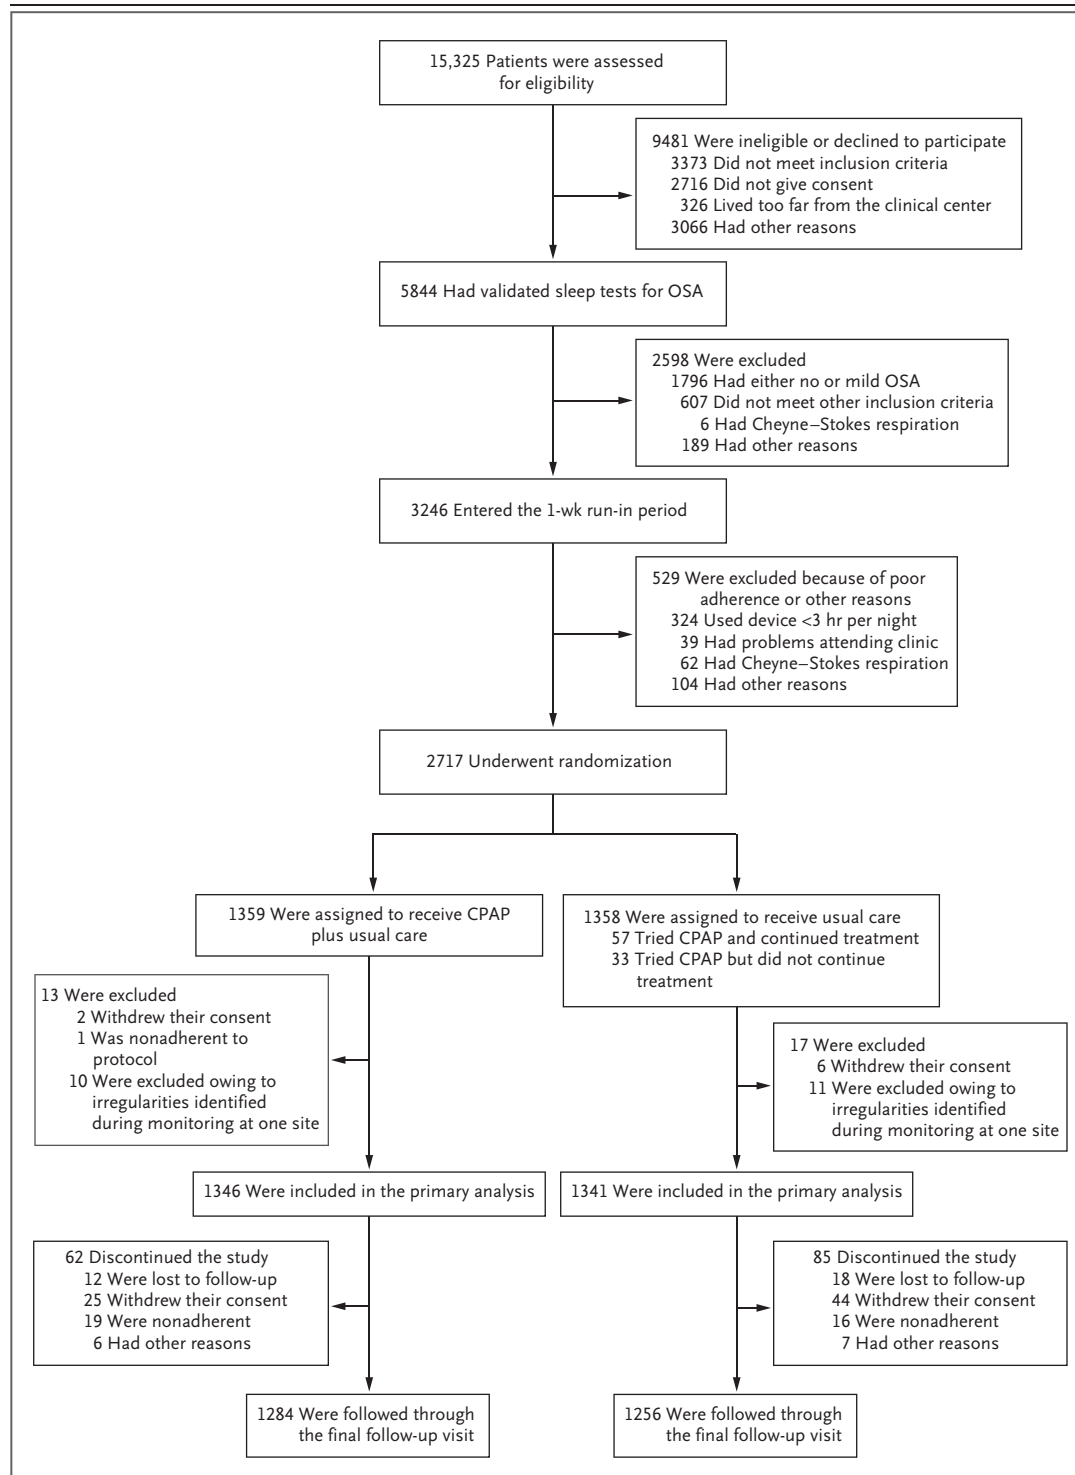 15,325 Patients were assessed
for eligibility
9481 Were ineligible or declined to participate
3373 Did not meet inclusion criteria
2716 Did not give consent
326 Lived too far from the clinical center
3066 Had other reasons
5844 Had validated sleep tests for OSA
2598 Were excluded
1796 Had either no or mild OSA
607 Did not meet other inclusion criteria
6 Had Cheyne–Stokes respiration
189 Had other reasons
3246 Entered the 1-wk run-in period
529 Were excluded because of poor
adherence or other reasons
324 Used device <3 hr per night
39 Had problems attending clinic
62 Had Cheyne–Stokes respiration
104 Had other reasons
2717 Underwent randomization
1359 Were assigned to receive CPAP
plus usual care
1358 Were assigned to receive usual care
57 Tried CPAP and continued treatment
33 Tried CPAP but did not continue
treatment
13 Were excluded
2 Withdrew their consent
1 Was nonadherent to
protocol
10 Were excluded owing to
irregularities identified
during monitoring at one site
17 Were excluded
6 Withdrew their consent
11 Were excluded owing to
irregularities identified
during monitoring at one site
1346 Were included in the primary analysis
1341 Were included in the primary analysis
62 Discontinued the study
12 Were lost to follow-up
25 Withdrew their consent
19 Were nonadherent
6 Had other reasons
85 Discontinued the study
18 Were lost to follow-up
44 Withdrew their consent
16 Were nonadherent
7 Had other reasons
1284 Were followed through
the final follow-up visit
1256 Were followed through
the final follow-up visit